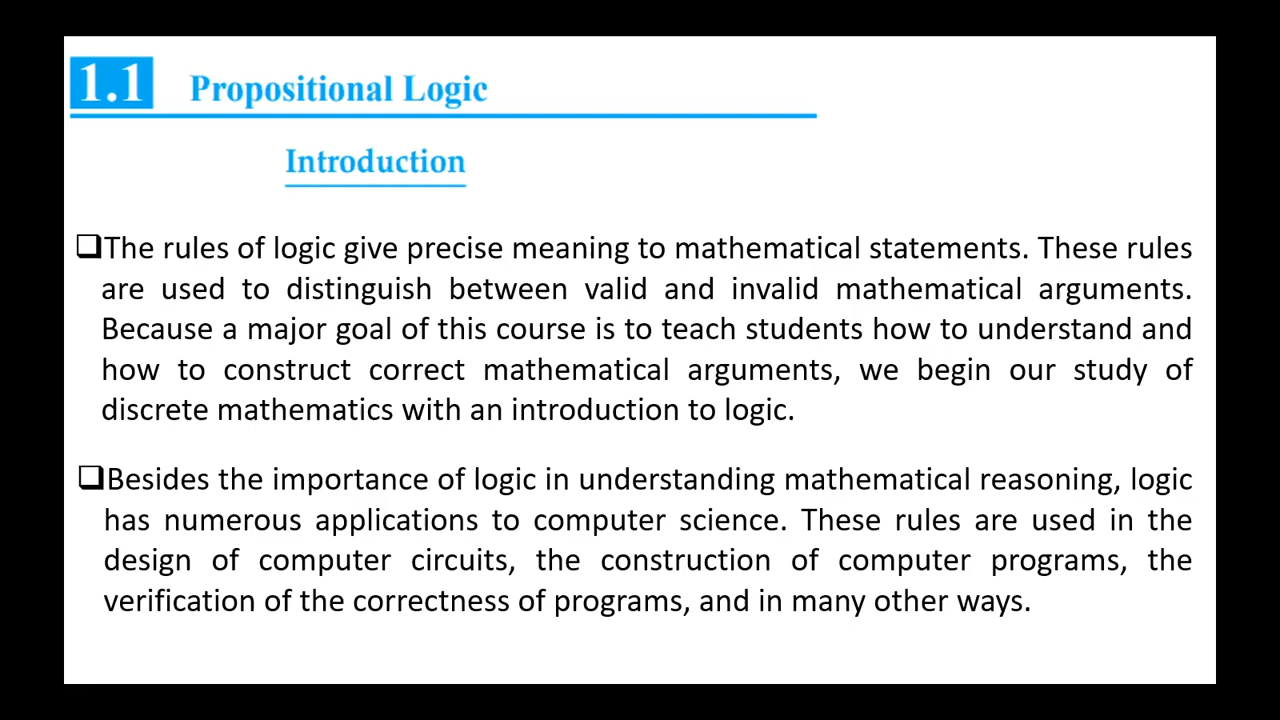 1.1 Propositional Logic
Introduction
❑The rules of logic give precise meaning to mathematical statements. These rules
are used to distinguish between valid and invalid mathematical arguments.
Because a major goal of this course is to teach students how to understand and
how to construct correct mathematical arguments, we begin our study of
discrete mathematics with an introduction to logic.
❑Besides the importance of logic in understanding mathematical reasoning, logic
has numerous applications to computer science. These rules are used in the
design of computer circuits, the construction of computer programs, the
verification of the correctness of programs, and in many other ways.